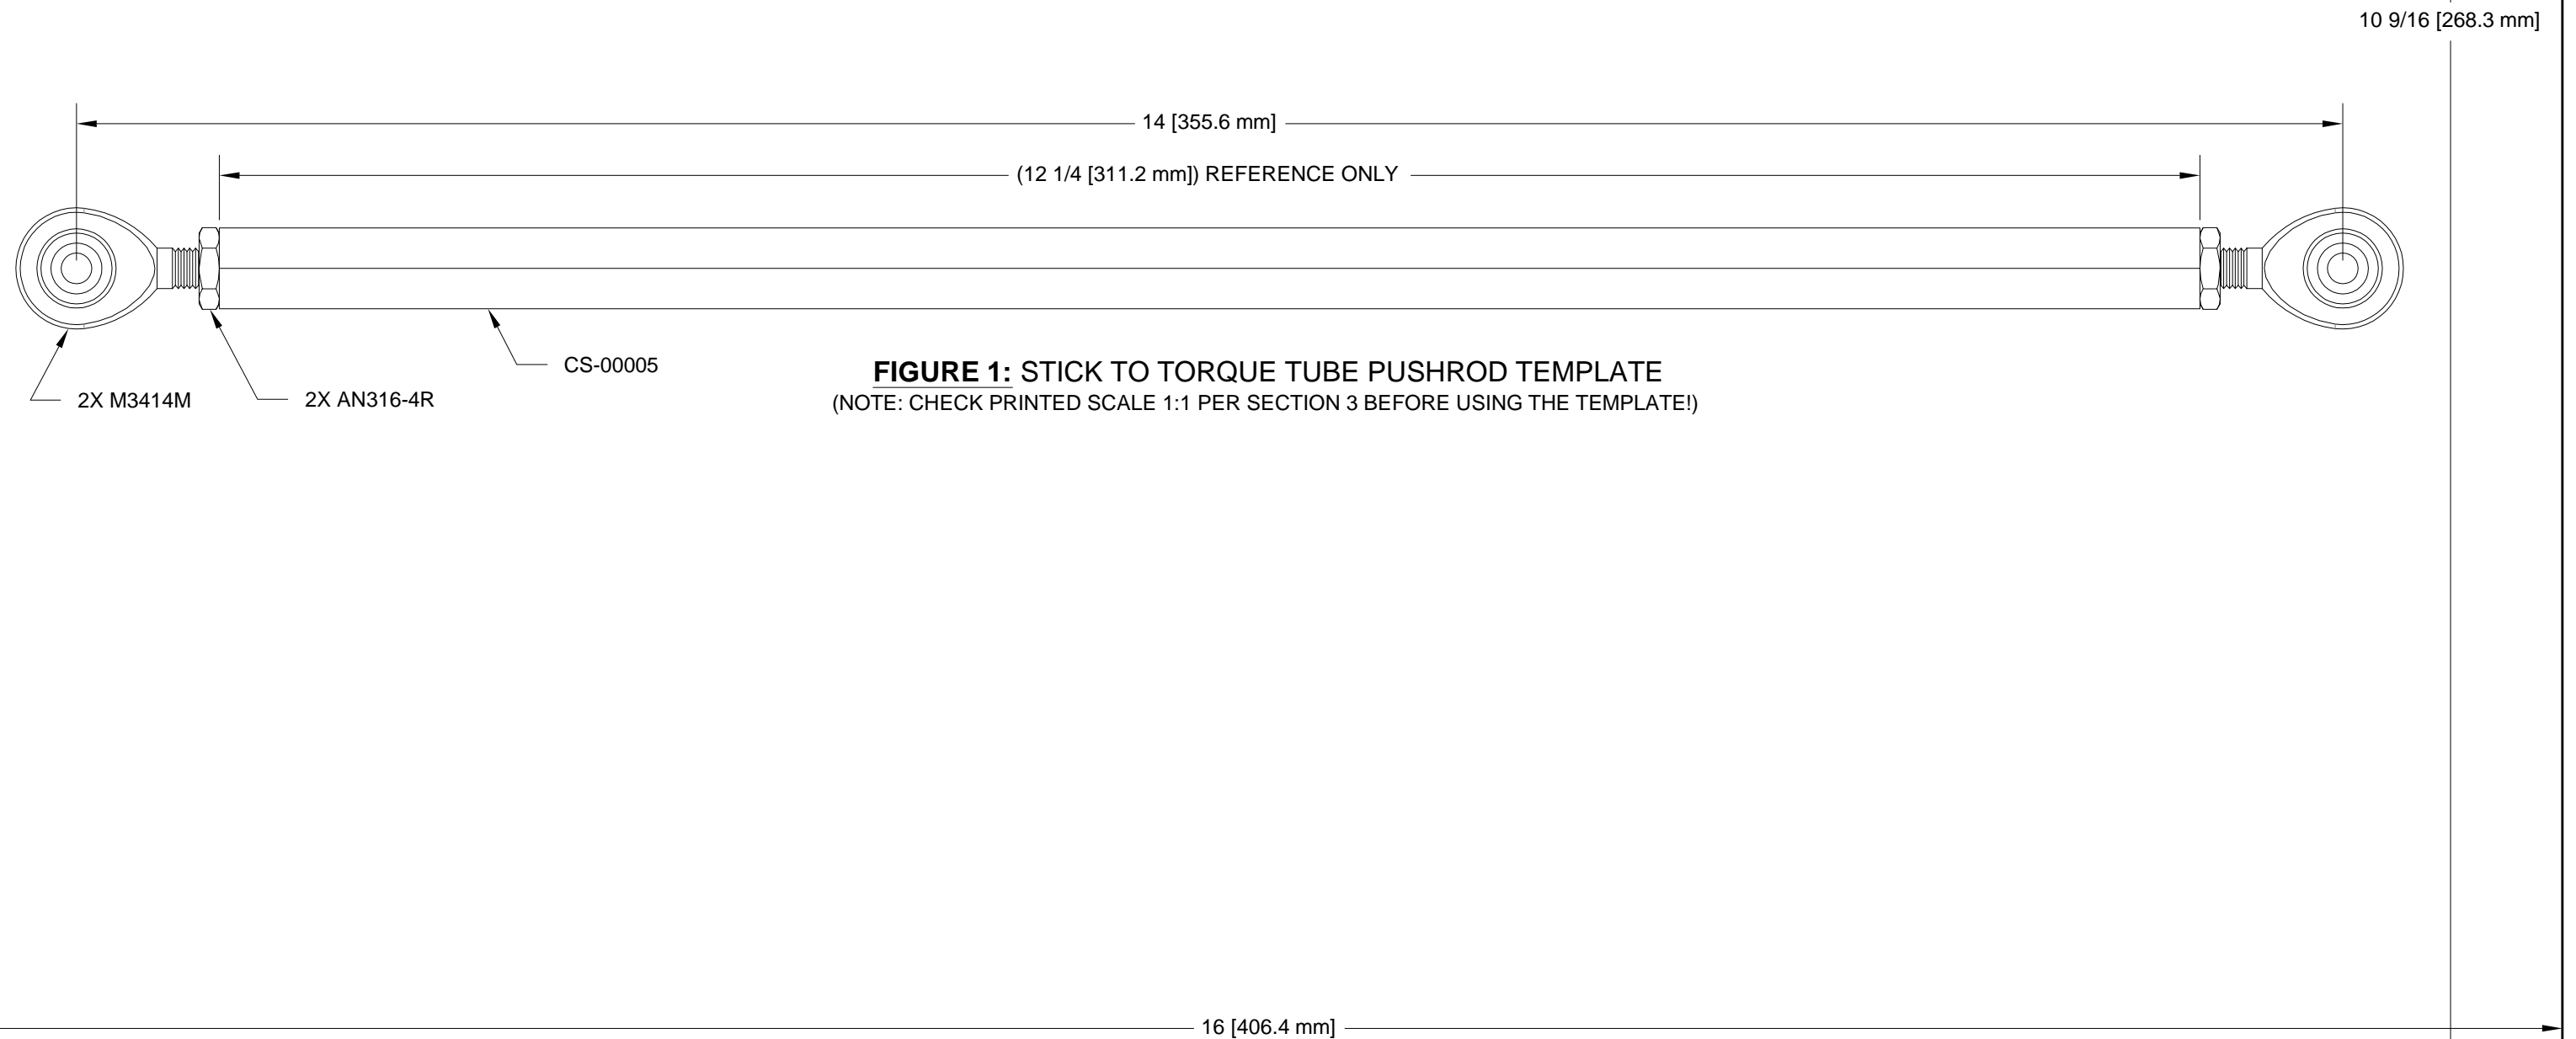 10 9/16 [268.3 mm]
14 [355.6 mm]
(12 1/4 [311.2 mm]) REFERENCE ONLY
CS-00005
2X M3414M
2X AN316-4R
FIGURE 1: STICK TO TORQUE TUBE PUSHROD TEMPLATE
(NOTE: CHECK PRINTED SCALE 1:1 PER SECTION 3 BEFORE USING THE TEMPLATE!)
16 [406.4 mm]